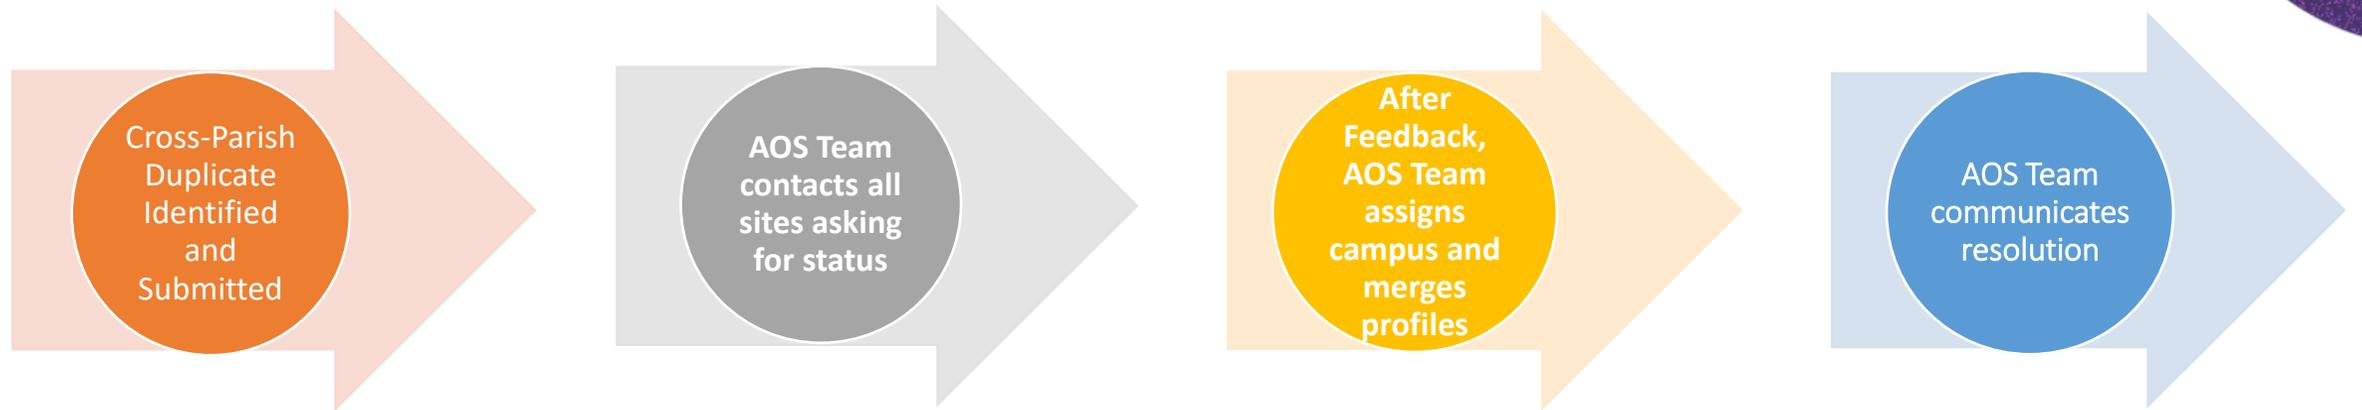 Cross-Parish
Duplicate
Identified
and
Submitted
AOS Team
contacts all
sites asking
for status
After
Feedback,
AOS Team
assigns
campus and
merges
profiles
AOS Team
communicates
resolution